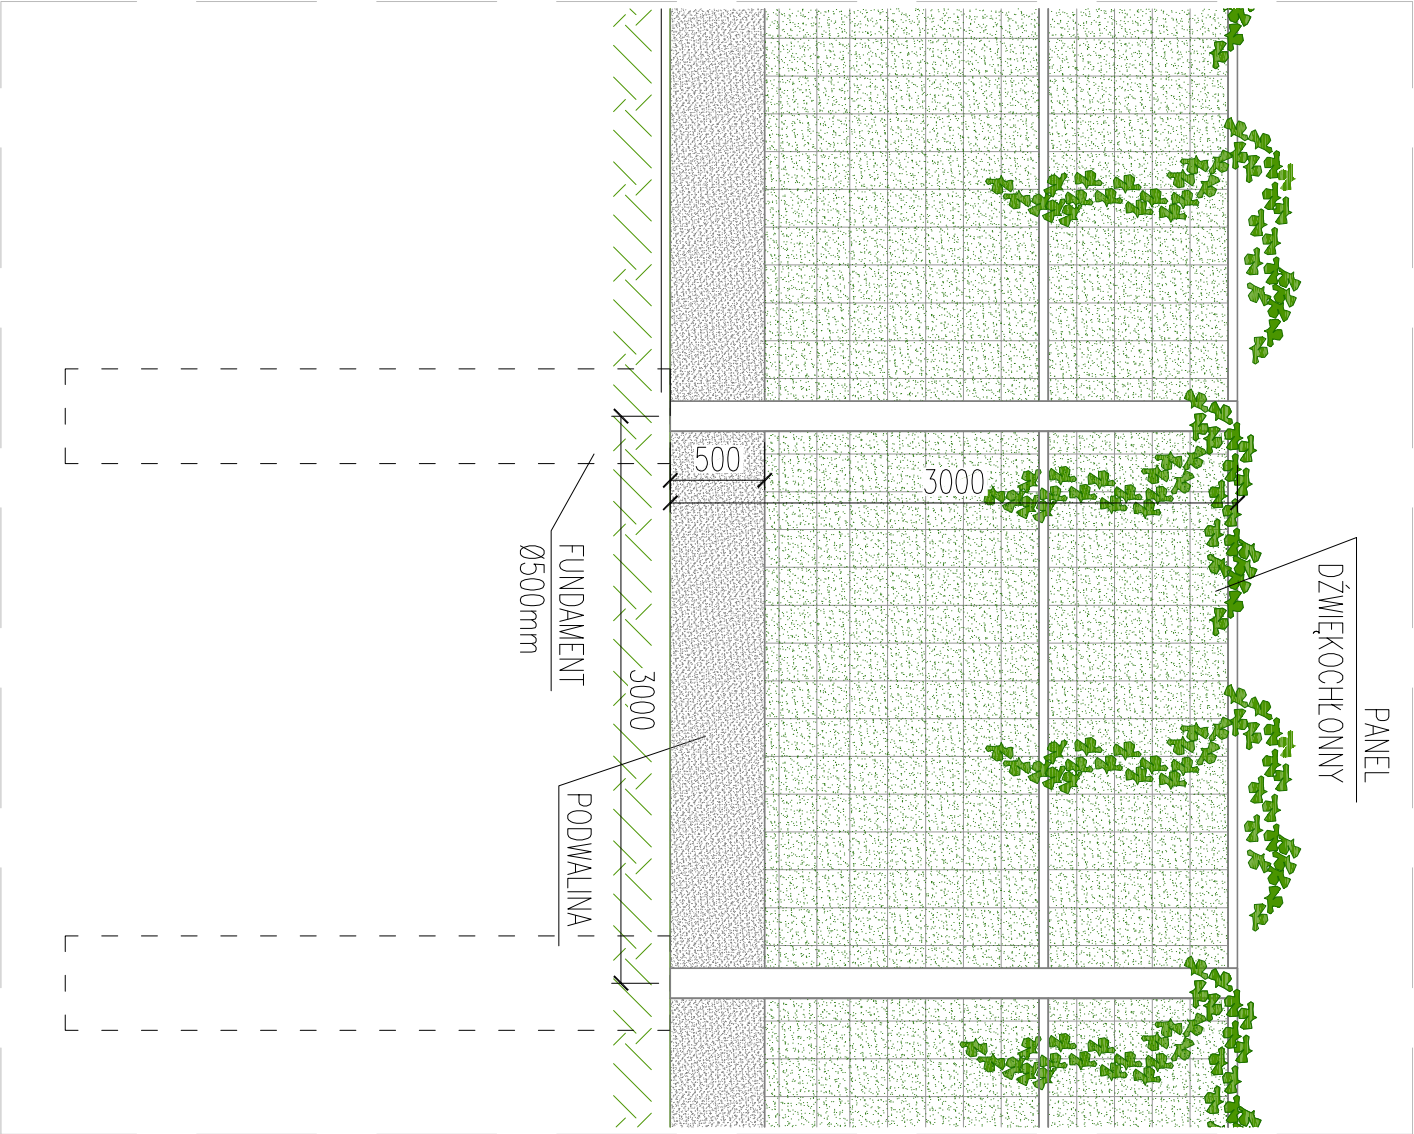 PANEL
DŹWIĘKOCHŁONNY
3000
500
3000
FUNDAMENT
Ø500mm
PODWALINA